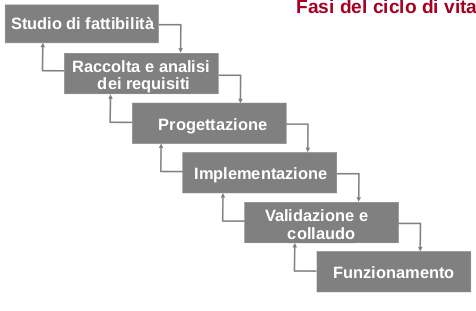 Fasi del ciclo di vita
Studio di fattibilità
Raccolta e analisi
dei requisiti
Progettazione
Implementazione
Validazione e
collaudo
Funzionamento